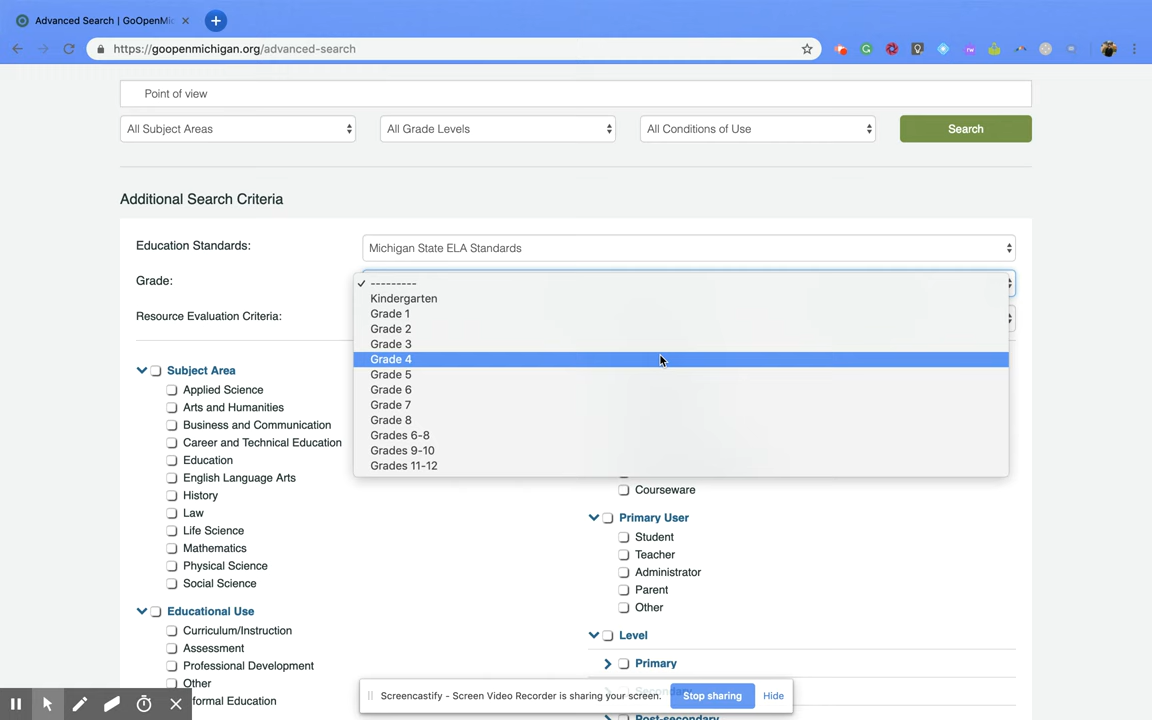 Advanced Search | GoOpenMic
https://goopenmichigan.org/advanced-search
Point of view
All Subject Areas
All Grade Levels
All Conditions of Use
Search
Additional Search Criteria
Education Standards:
Michigan State ELA Standards
Grade:
---------
Kindergarten
Grade 1
Grade 2
Grade 3
Grade 4
Grade 5
Grade 6
Grade 7
Grade 8
Grades 6-8
Grades 9-10
Grades 11-12
Resource Evaluation Criteria:
Subject Area
Applied Science
Arts and Humanities
Business and Communication
Career and Technical Education
Education
English Language Arts
History
Law
Life Science
Mathematics
Physical Science
Social Science
Educational Use
Curriculum/Instruction
Assessment
Professional Development
Other
formal Education
Courseware
Primary User
Student
Teacher
Administrator
Parent
Other
Level
Primary
Post-secondary
Screencastify - Screen Video Recorder is sharing your screen.
Stop sharing
Hide